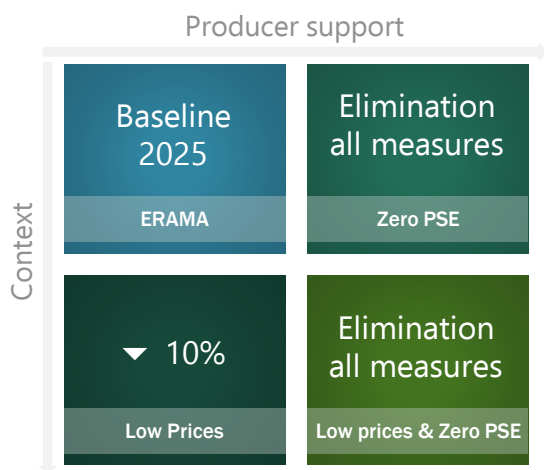 Producer support
Context
Baseline
2025
ERAMA
Elimination
all measures
Zero PSE
10%
Low Prices
Elimination
all measures
Low prices & Zero PSE